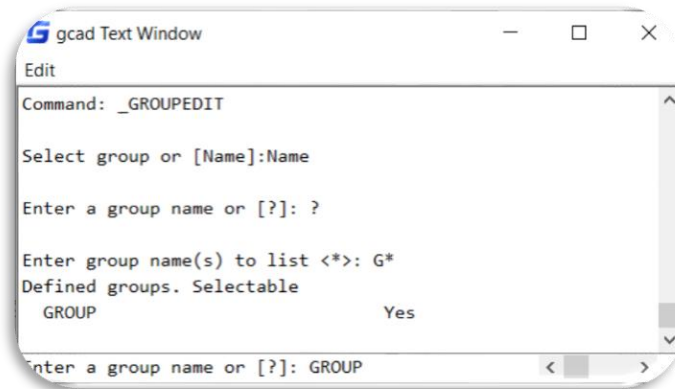 gcad Text Window
Edit
Command: _GROUPEDIT
Select group or [Name]:Name
Enter a group name or [?]: ?
Enter group name(s) to list <*>: G*
Defined groups. Selectable
GROUP Yes
Enter a group name or [?]: GROUP